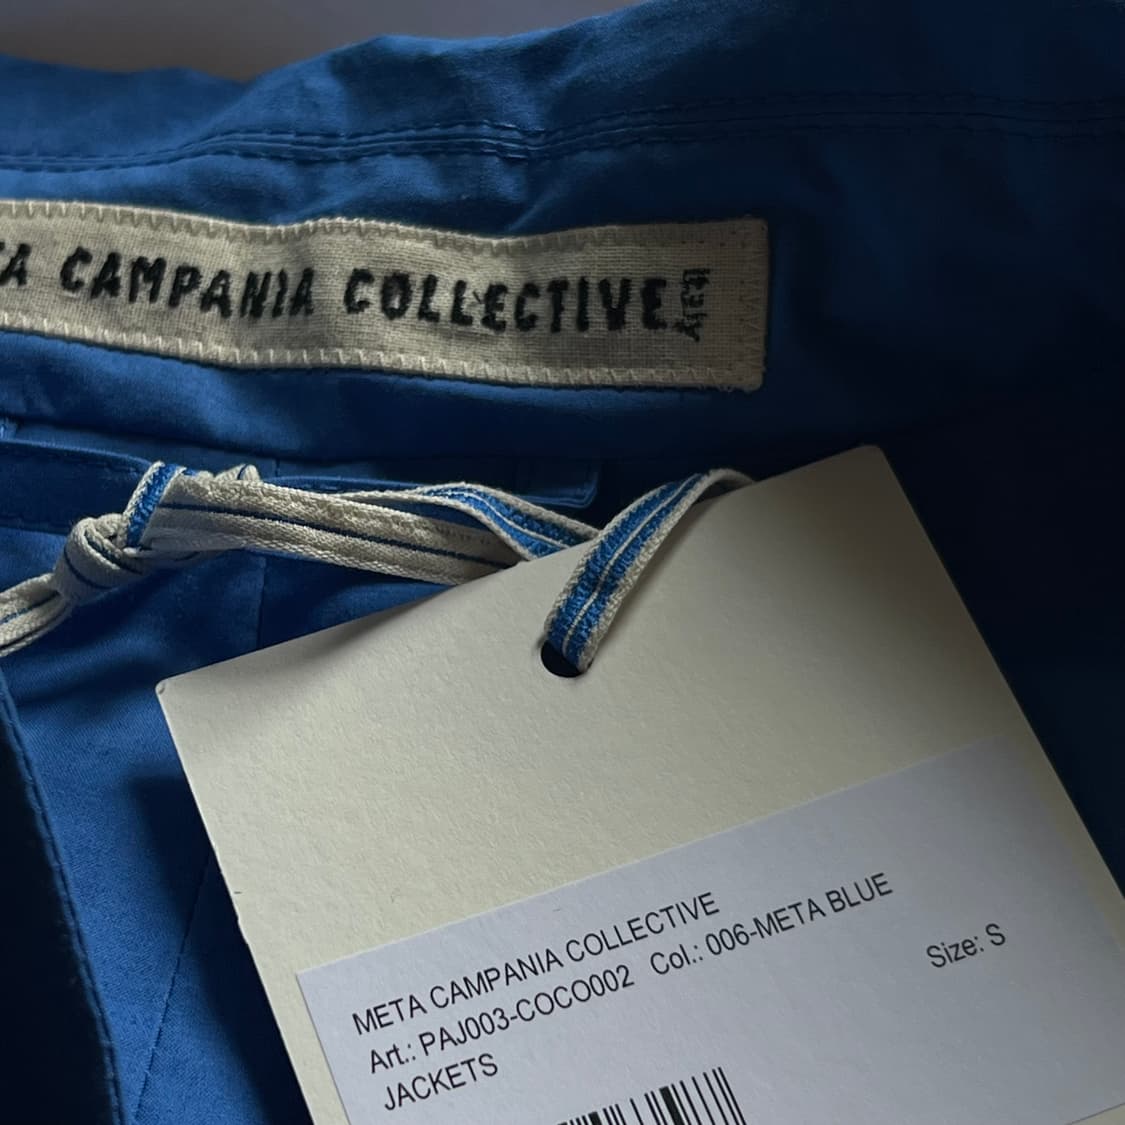 TA CAMPANIA COLLECTIVE
META CAMPANIA COLLECTIVE
Art.: PAJ003-COCO002 Col.: 006-META BLUE
JACKETS
Size: S